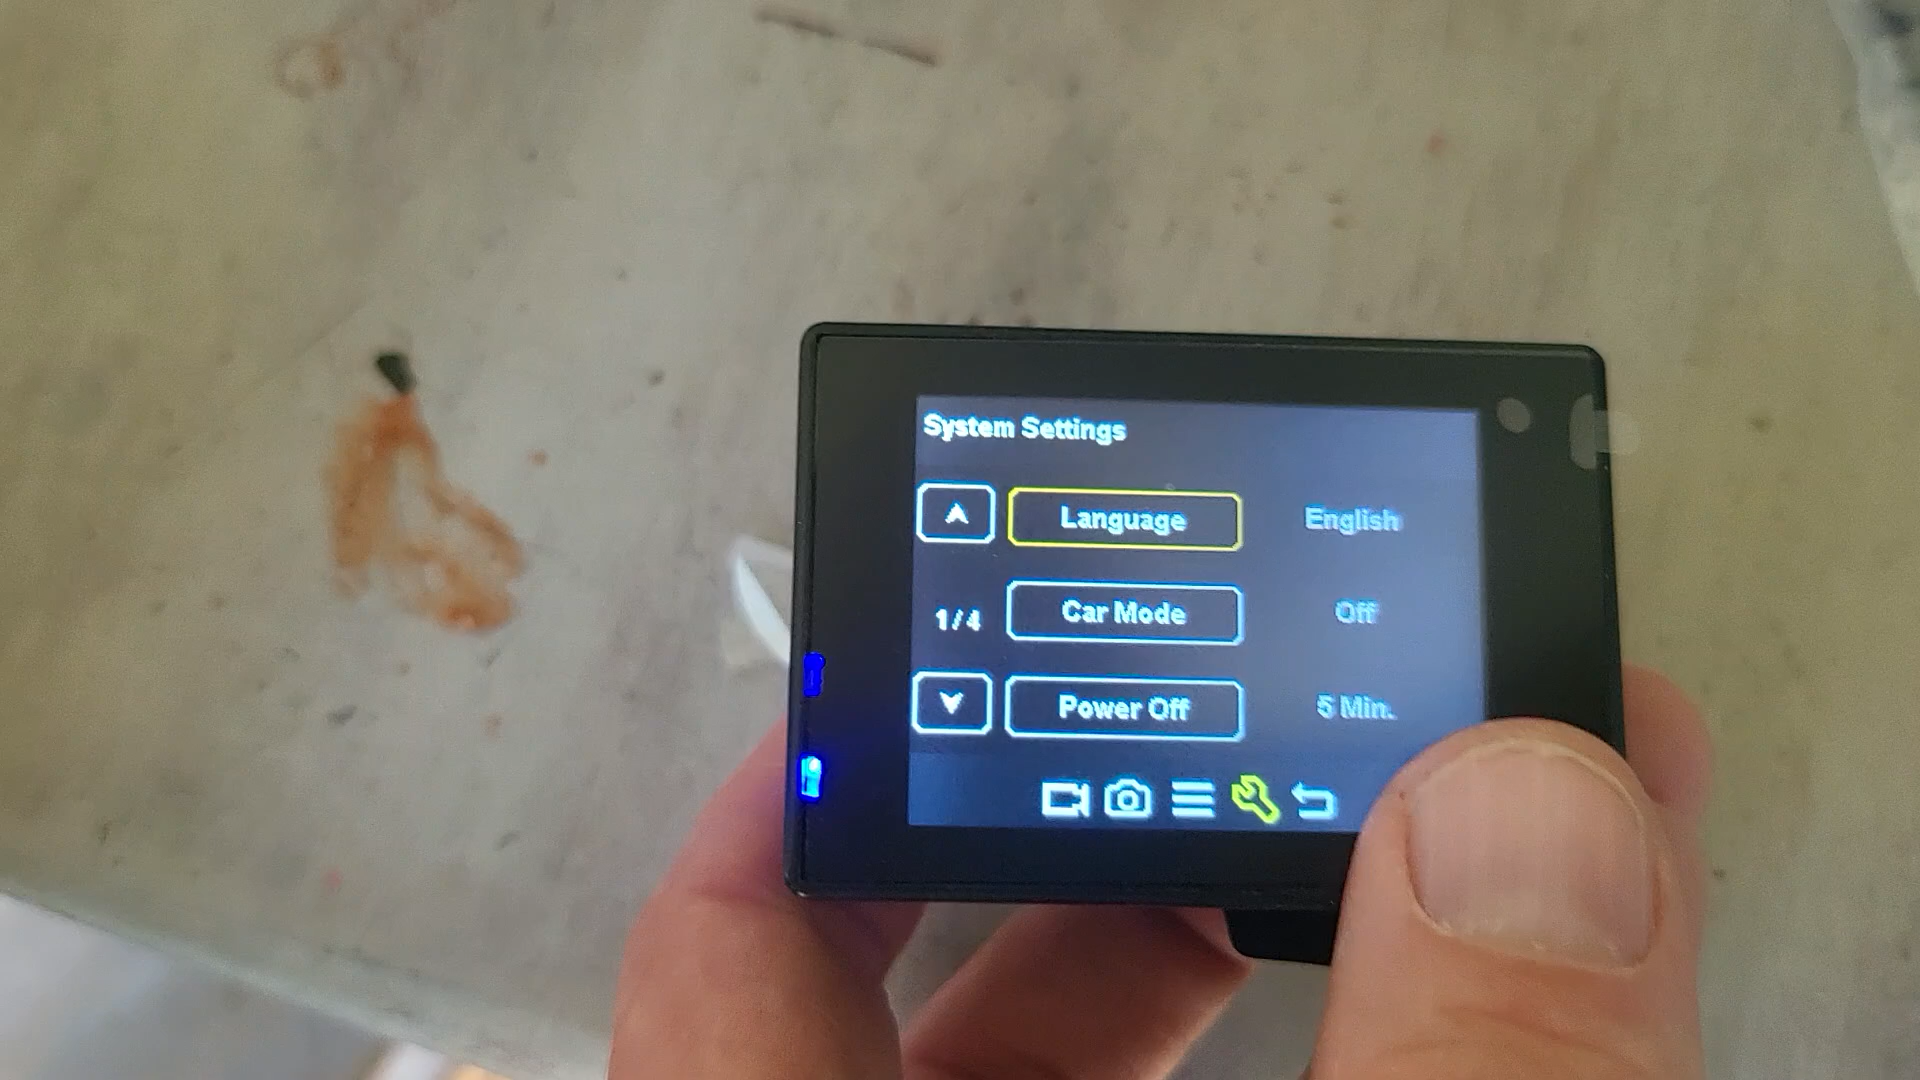 System Settings
Language English
1/4
Car Mode Off
Power Off 5 Min.